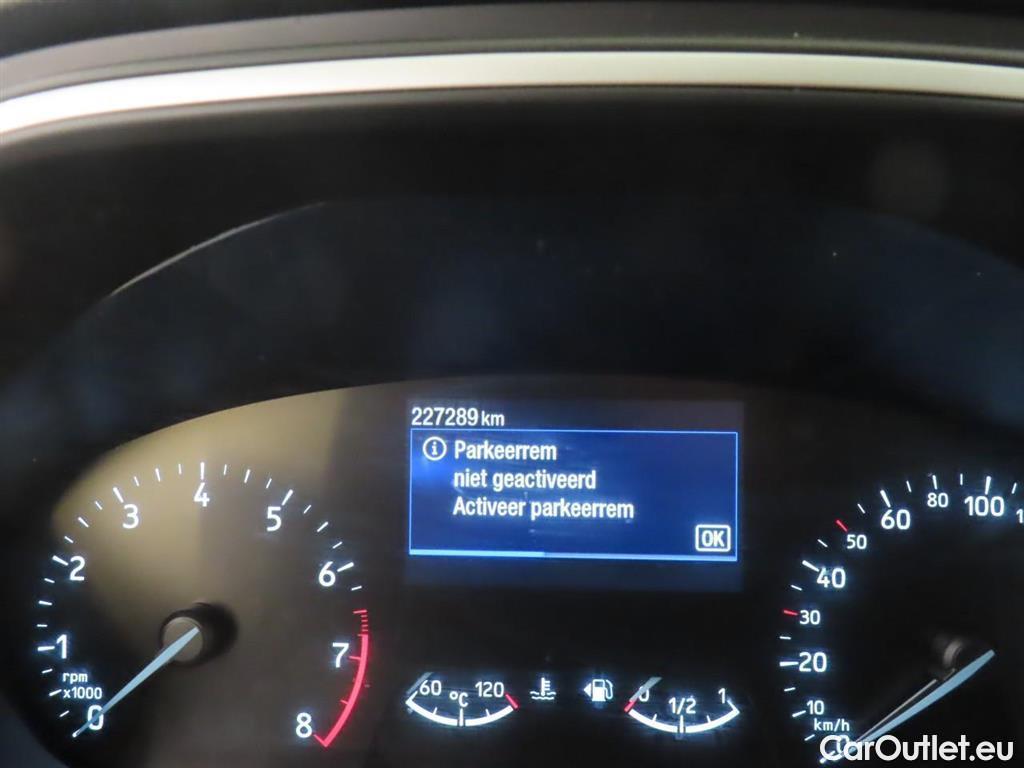 227289 km
Parkeerrem
niet geactiveerd
Activeer parkeerrem
OK
0 1 2 3 4 5 6 7 8
rpm
x1000
60 °C 120
0 1/2 1
0 10 20 30 40 50 60 80 100
km/h
CarOutlet.eu